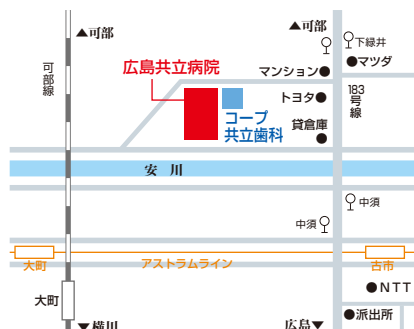 ▲可部
▲可部
下緑井
可部線
広島共立病院
マンション●
●マツダ
トヨタ●
183号線
コープ
共立歯科
貸倉庫
安川
中須
中須
大町
アストラムライン
古市
●NTT
大町
●派出所
▼横川
広島▼